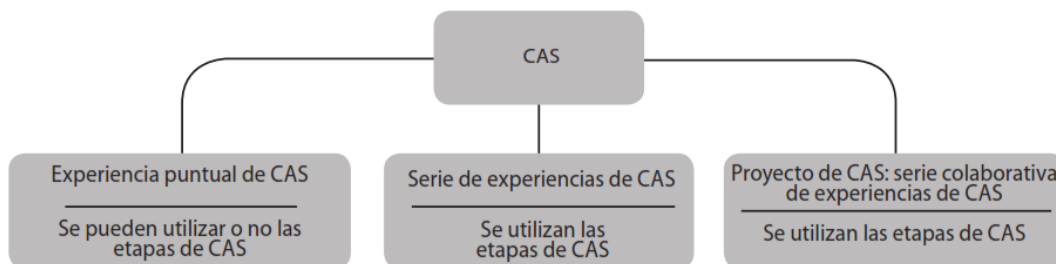 CAS
Experiencia puntual de CAS
Se pueden utilizar o no las
etapas de CAS
Serie de experiencias de CAS
Se utilizan las
etapas de CAS
Proyecto de CAS: serie colaborativa
de experiencias de CAS
Se utilizan las etapas de CAS